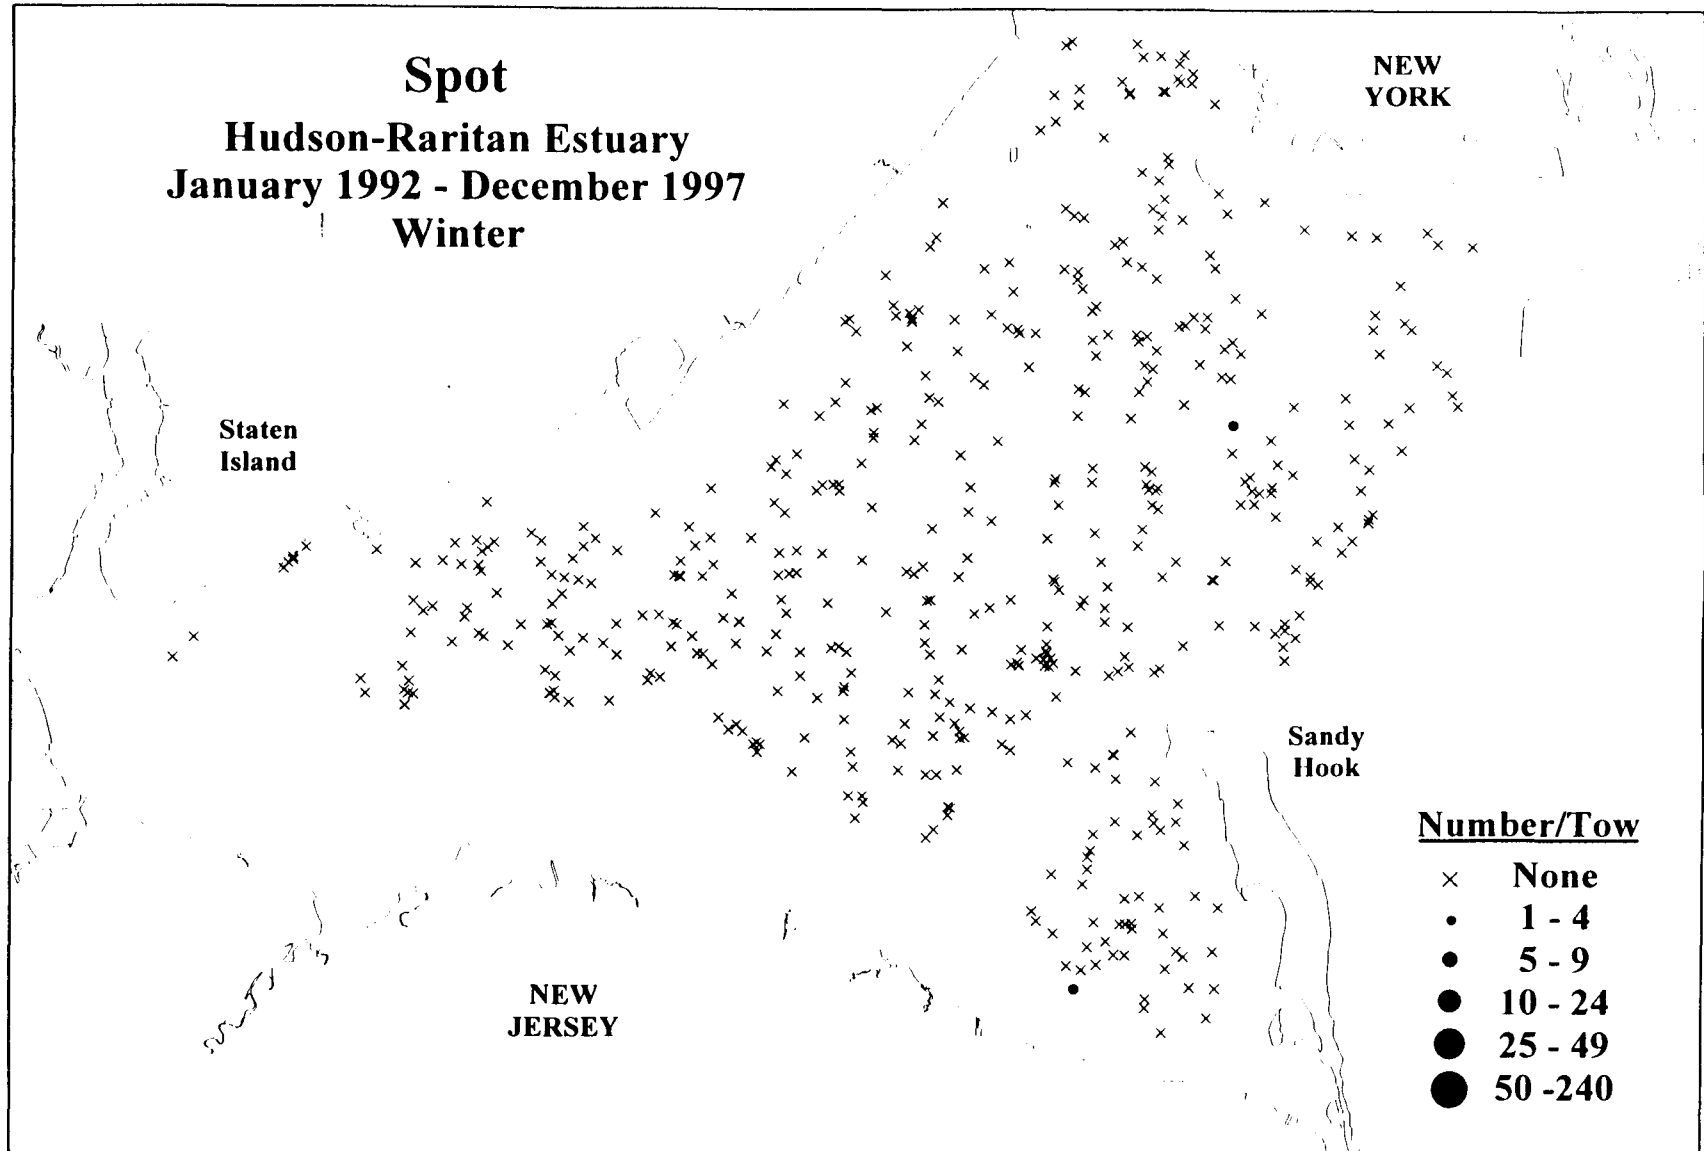 Spot
Hudson-Raritan Estuary
January 1992 - December 1997
Winter
NEW
YORK
Staten
Island
Sandy
Hook
NEW
JERSEY
Number/Tow
None
1 - 4
5 - 9
10 - 24
25 - 49
50 -240